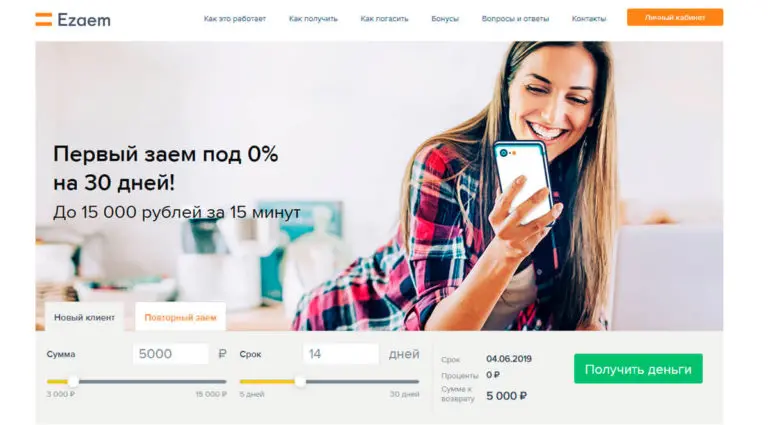 Ezaem
Как это работает
Как получить
Как погасить
Бонусы
Вопросы и ответы
Контакты
Личный кабинет
Первый заем под 0%
на 30 дней!
До 15 000 рублей за 15 минут
Новый клиент
Повторный заем
Сумма
5000 ₽
Срок
14 дней
3 000 ₽
15 000 ₽
5 дней
30 дней
Срок 04.06.2019
Проценты 0 ₽
Сумма к
возврату 5 000 ₽
Получить деньги